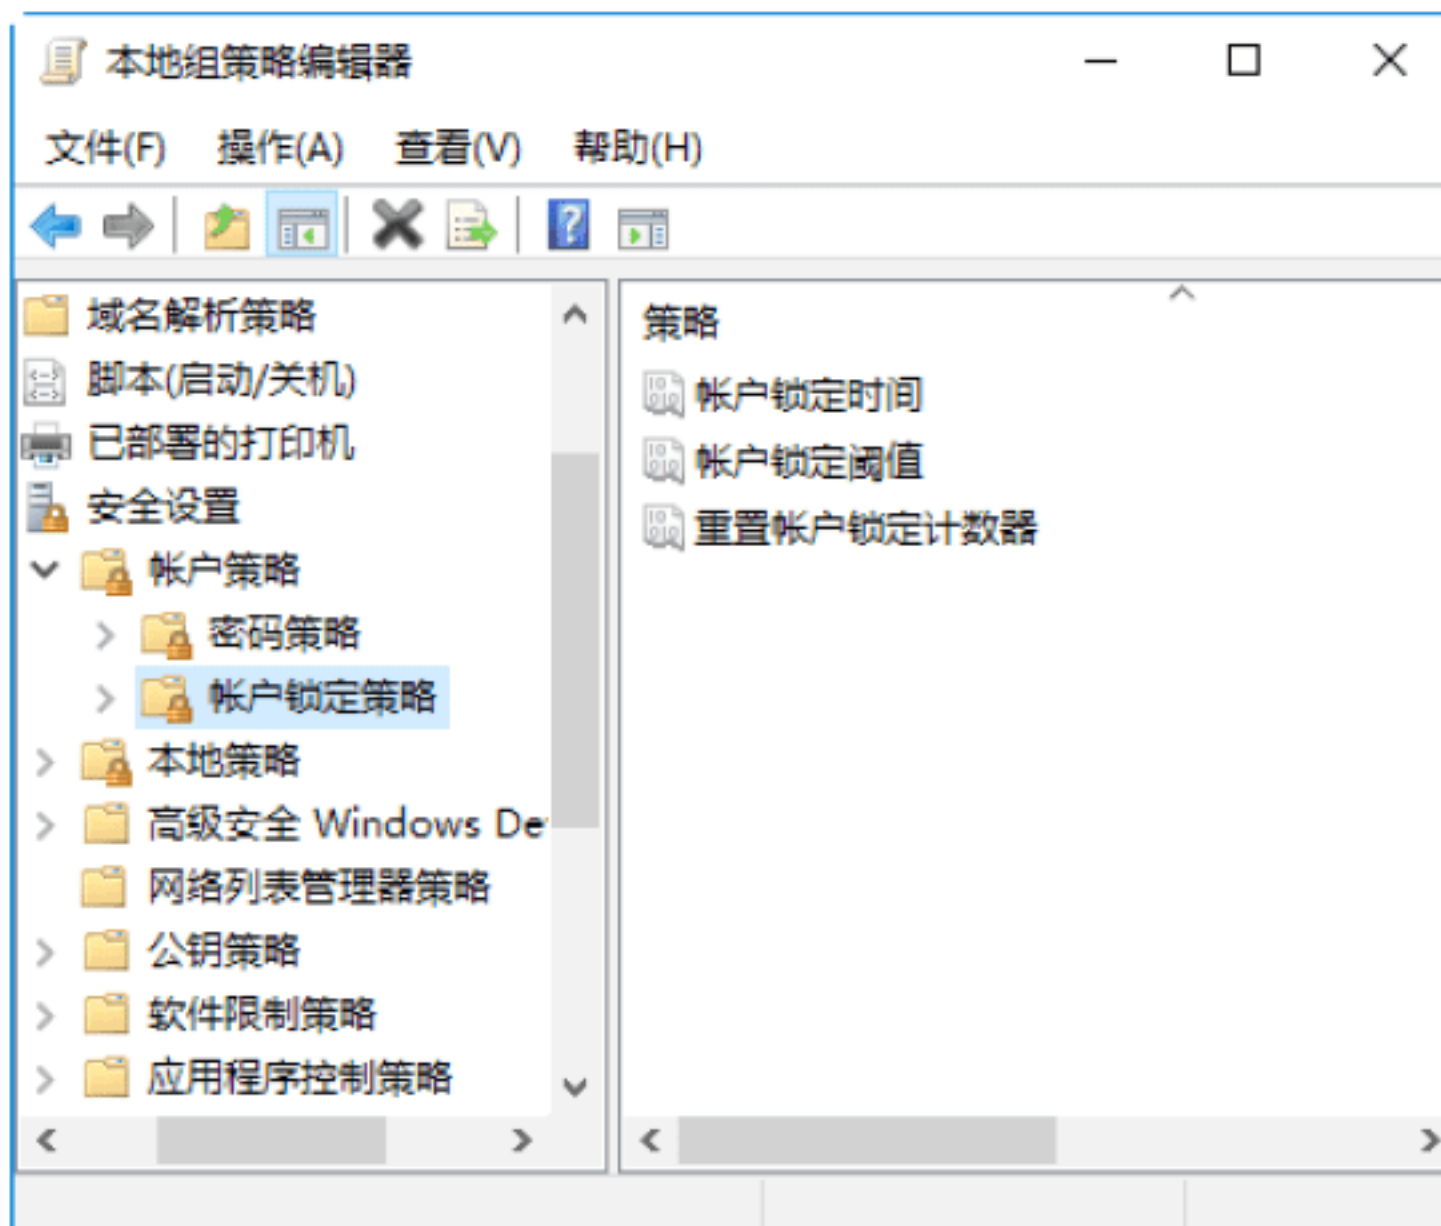 本地组策略编辑器
文件(F) 操作(A) 查看(V) 帮助(H)
域名解析策略
脚本(启动/关机)
已部署的打印机
安全设置
帐户策略
密码策略
帐户锁定策略
本地策略
高级安全 Windows De
网络列表管理器策略
公钥策略
软件限制策略
应用程序控制策略
策略
帐户锁定时间
帐户锁定阈值
重置帐户锁定计数器